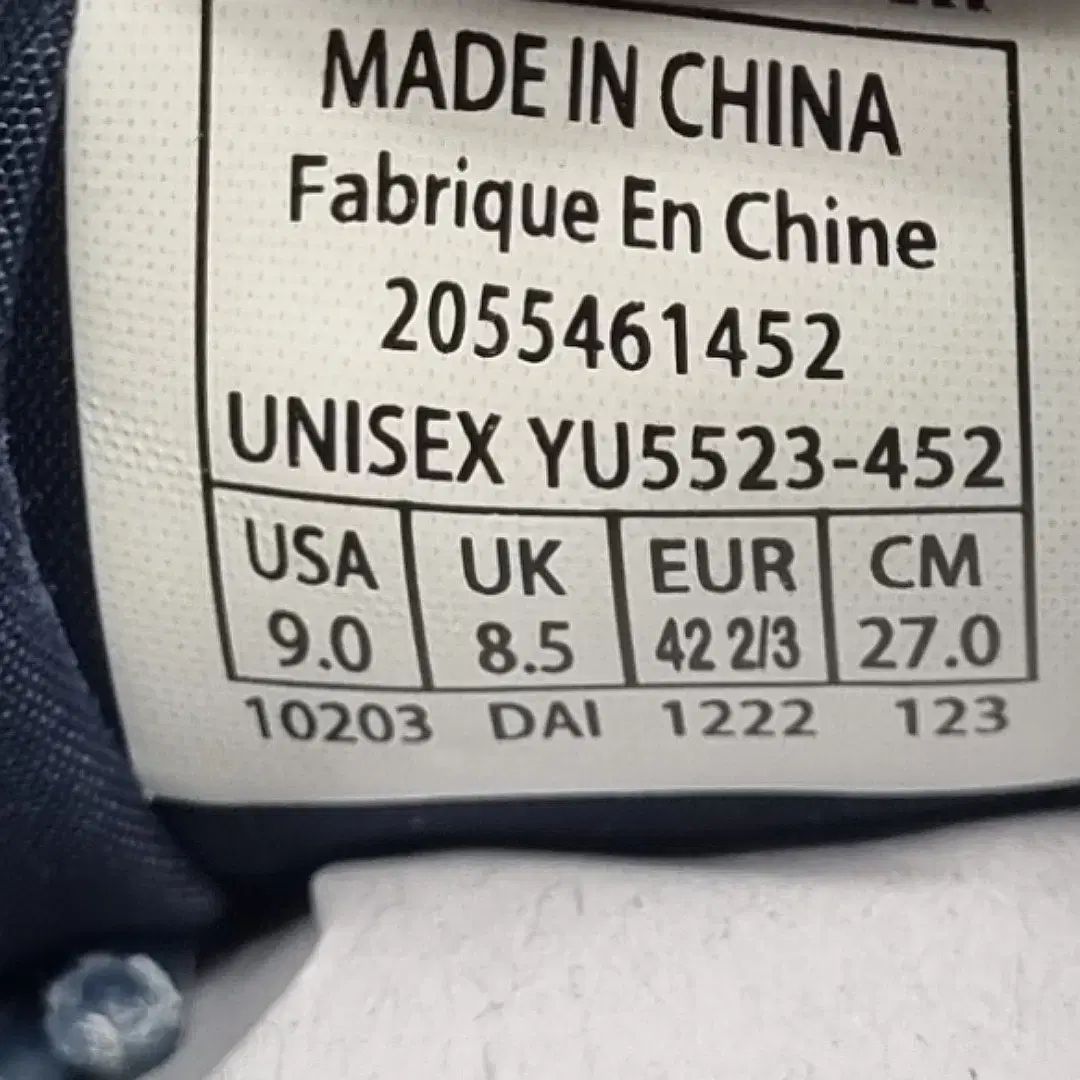 MADE IN CHINA
Fabrique En Chine
2055461452
UNISEX YU5523-452
USA UK EUR CM
9.0 8.5 42 2/3 27.0
10203 DAI 1222 123